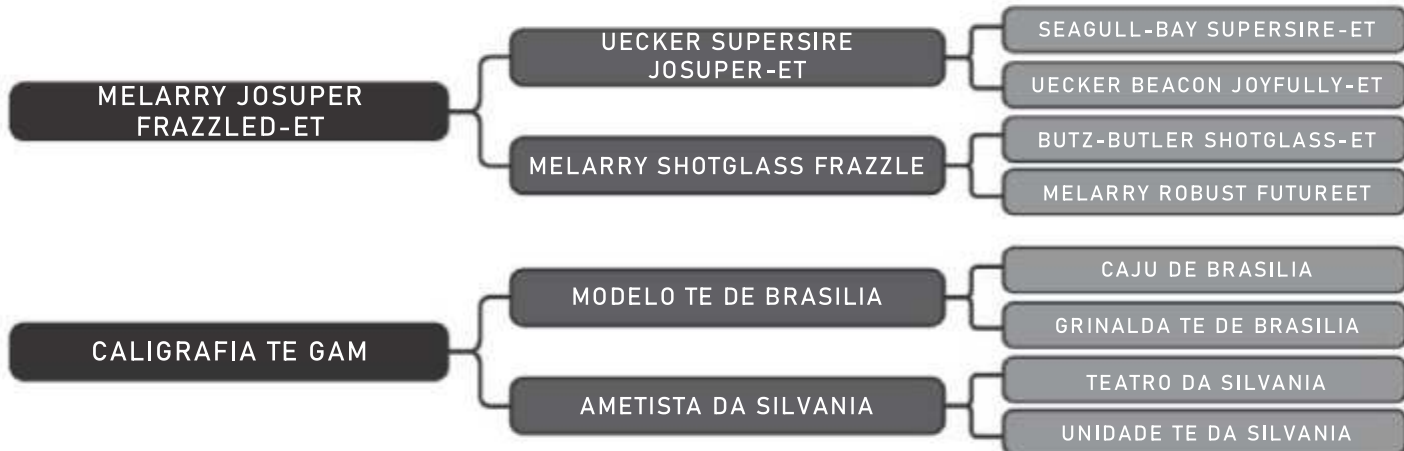 MELARRY JOSUPER
FRAZZLED-ET
UECKER SUPERSIRE
JOSUPER-ET
SEAGULL-BAY SUPERSIRE-ET
UECKER BEACON JOYFULLY-ET
MELARRY SHOTGLASS FRAZZLE
BUTZ-BUTLER SHOTGLASS-ET
MELARRY ROBUST FUTUREET
CALIGRAFIA TE GAM
MODELO TE DE BRASILIA
CAJU DE BRASILIA
GRINALDA TE DE BRASILIA
AMETISTA DA SILVANIA
TEATRO DA SILVANIA
UNIDADE TE DA SILVANIA